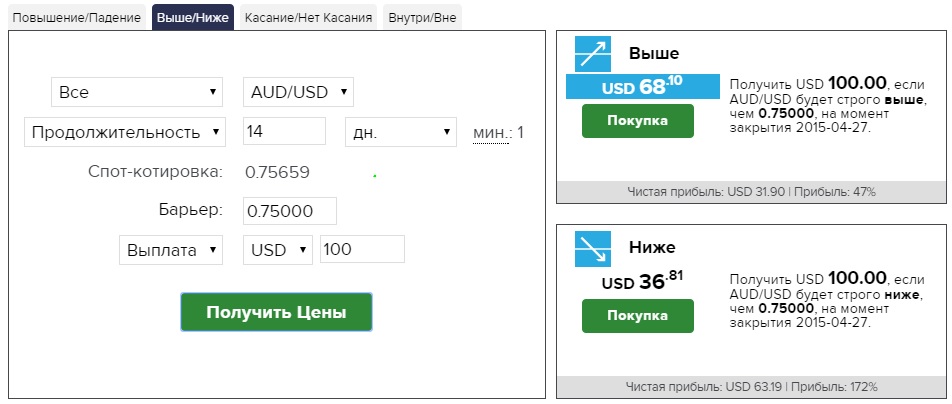 Повышение/Падение
Выше/Ниже
Касание/Нет Касания
Внутри/Вне
Все
AUD/USD
Продолжительность
14
дн.
мин.: 1
Спот-котировка:
0.75659
Барьер:
0.75000
Выплата
USD
100
Получить Цены
Выше
USD 68.10
Покупка
Получить USD 100.00, если
AUD/USD будет строго выше,
чем 0.75000, на момент
закрытия 2015-04-27.
Чистая прибыль: USD 31.90 | Прибыль: 47%
Ниже
USD 36.81
Покупка
Получить USD 100.00, если
AUD/USD будет строго ниже,
чем 0.75000, на момент
закрытия 2015-04-27.
Чистая прибыль: USD 63.19 | Прибыль: 172%